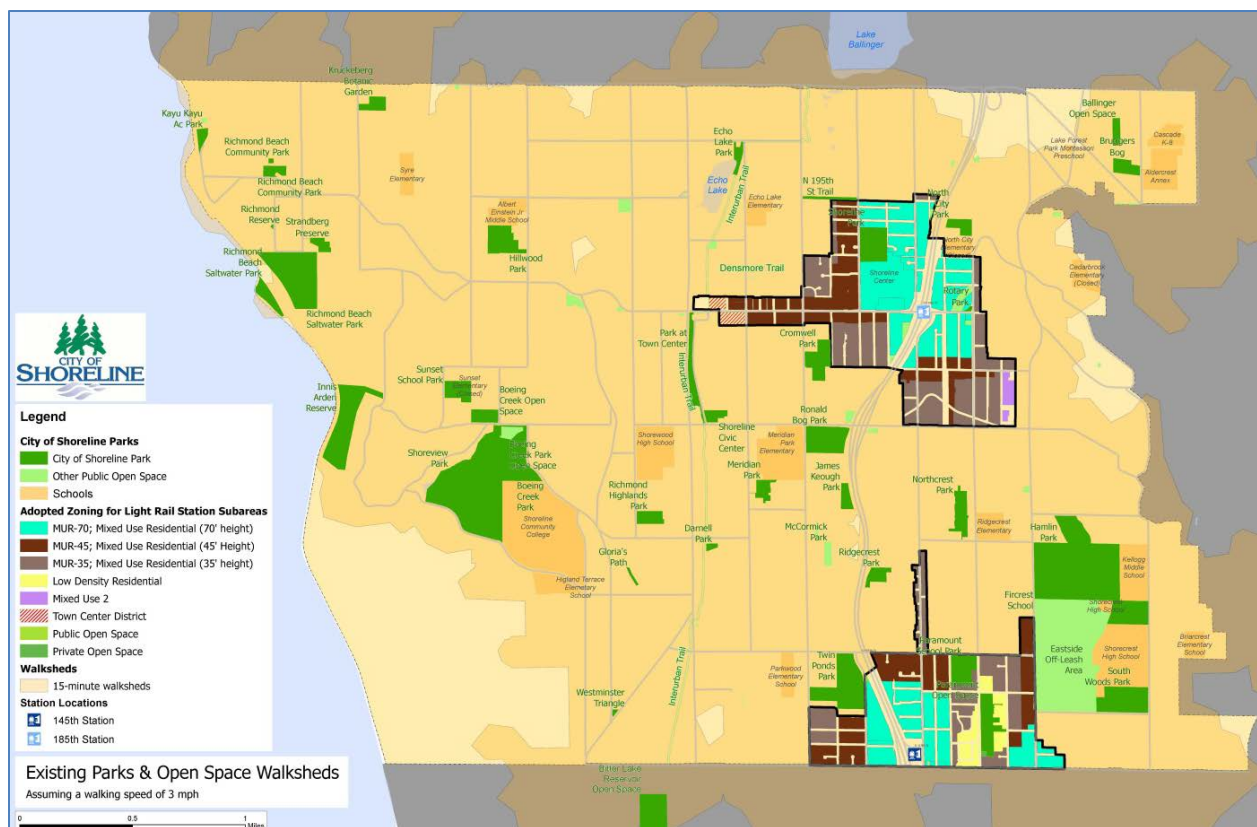 Lake
Ballinger
Kruckeberg
Botanic
Garden
Kayu Kayu
Ac Park
Richmond Beach
Community Park
Richmond Beach
Community Park
Richmond
Reserve
Strandberg
Preserve
Richmond
Beach
Saltwater Park
Richmond Beach
Saltwater Park
Syre
Elementary
Albert
Einstein Jr
Middle School
Hillwood
Park
Echo
Lake
Park
Echo
Lake
Interurban Trail
Echo Lake
Elementary
N 195th
St Trail
Shoreline
Park
Shoreline
Center
North
City
Park
North City
Elementary
Rotary
Park
Ballinger
Open Space
Bruggers
Bog
Lake Forest
Park Montessori
Preschool
Cascade
K-8
Aldercrest
Annex
Cedarbrook
Elementary
(Closed)
Densmore Trail
Park at
Town Center
Interurban Trail
Cromwell
Park
Sunset
School Park
Sunset
Elementary
(Closed)
Boeing
Creek Open
Space
Innis
Arden
Reserve
Shoreview
Park
Boeing
Creek Park
Open Space
Boeing
Creek
Park
Shoreline
Community
College
Shorewood
High School
Richmond
Highlands
Park
Shoreline
Civic
Center
Meridian
Park
Elementary
Meridian
Park
Ronald
Bog Park
James
Keough
Park
Northcrest
Park
Ridgecrest
Elementary
Hamlin
Park
Kellogg
Middle
School
Darnell
Park
McCormick
Park
Ridgecrest
Park
Gloria's
Path
Higland Terrace
Elemetary
School
Fircrest
School
Shorecrest
High School
Shorecrest
High School
Eastside
Off-Leash
Area
South
Woods Park
Briarcrest
Elementary
School
Paramount
School Park
Paramount
Open Space
Twin
Ponds
Park
Parkwood
Elementary
School
Westminster
Triangle
Interurban Trail
Bitter Lake
Reservoir
Open Space
CITY OF
SHORELINE
Legend
City of Shoreline Parks
City of Shoreline Park
Other Public Open Space
Schools
Adopted Zoning for Light Rail Station Subareas
MUR-70; Mixed Use Residential (70' height)
MUR-45; Mixed Use Residential (45' Height)
MUR-35; Mixed Use Residential (35' height)
Low Density Residential
Mixed Use 2
Town Center District
Public Open Space
Private Open Space
Walksheds
15-minute walksheds
Station Locations
145th Station
185th Station
Existing Parks & Open Space Walksheds
Assuming a walking speed of 3 mph
0 0.5 1
Miles